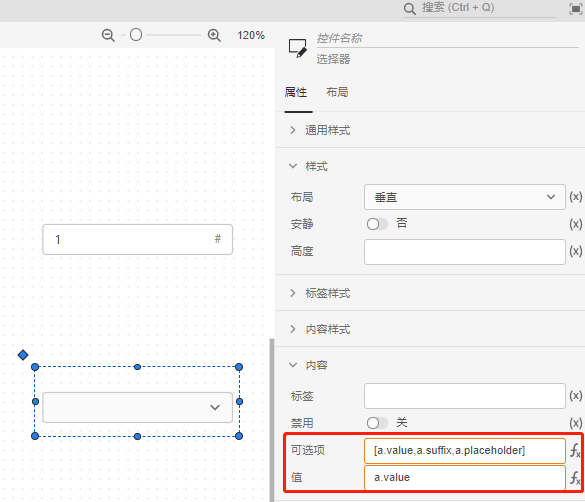 搜索 (Ctrl + Q)
120%
控件名称
选择器
属性 布局
通用样式
样式
布局 垂直 (x)
安静 否 (x)
高度 (x)
标签样式
内容样式
内容
标签 (x)
禁用 关 (x)
可选项 [a.value,a.suffix,a.placeholder] fx
值 a.value fx
1 #